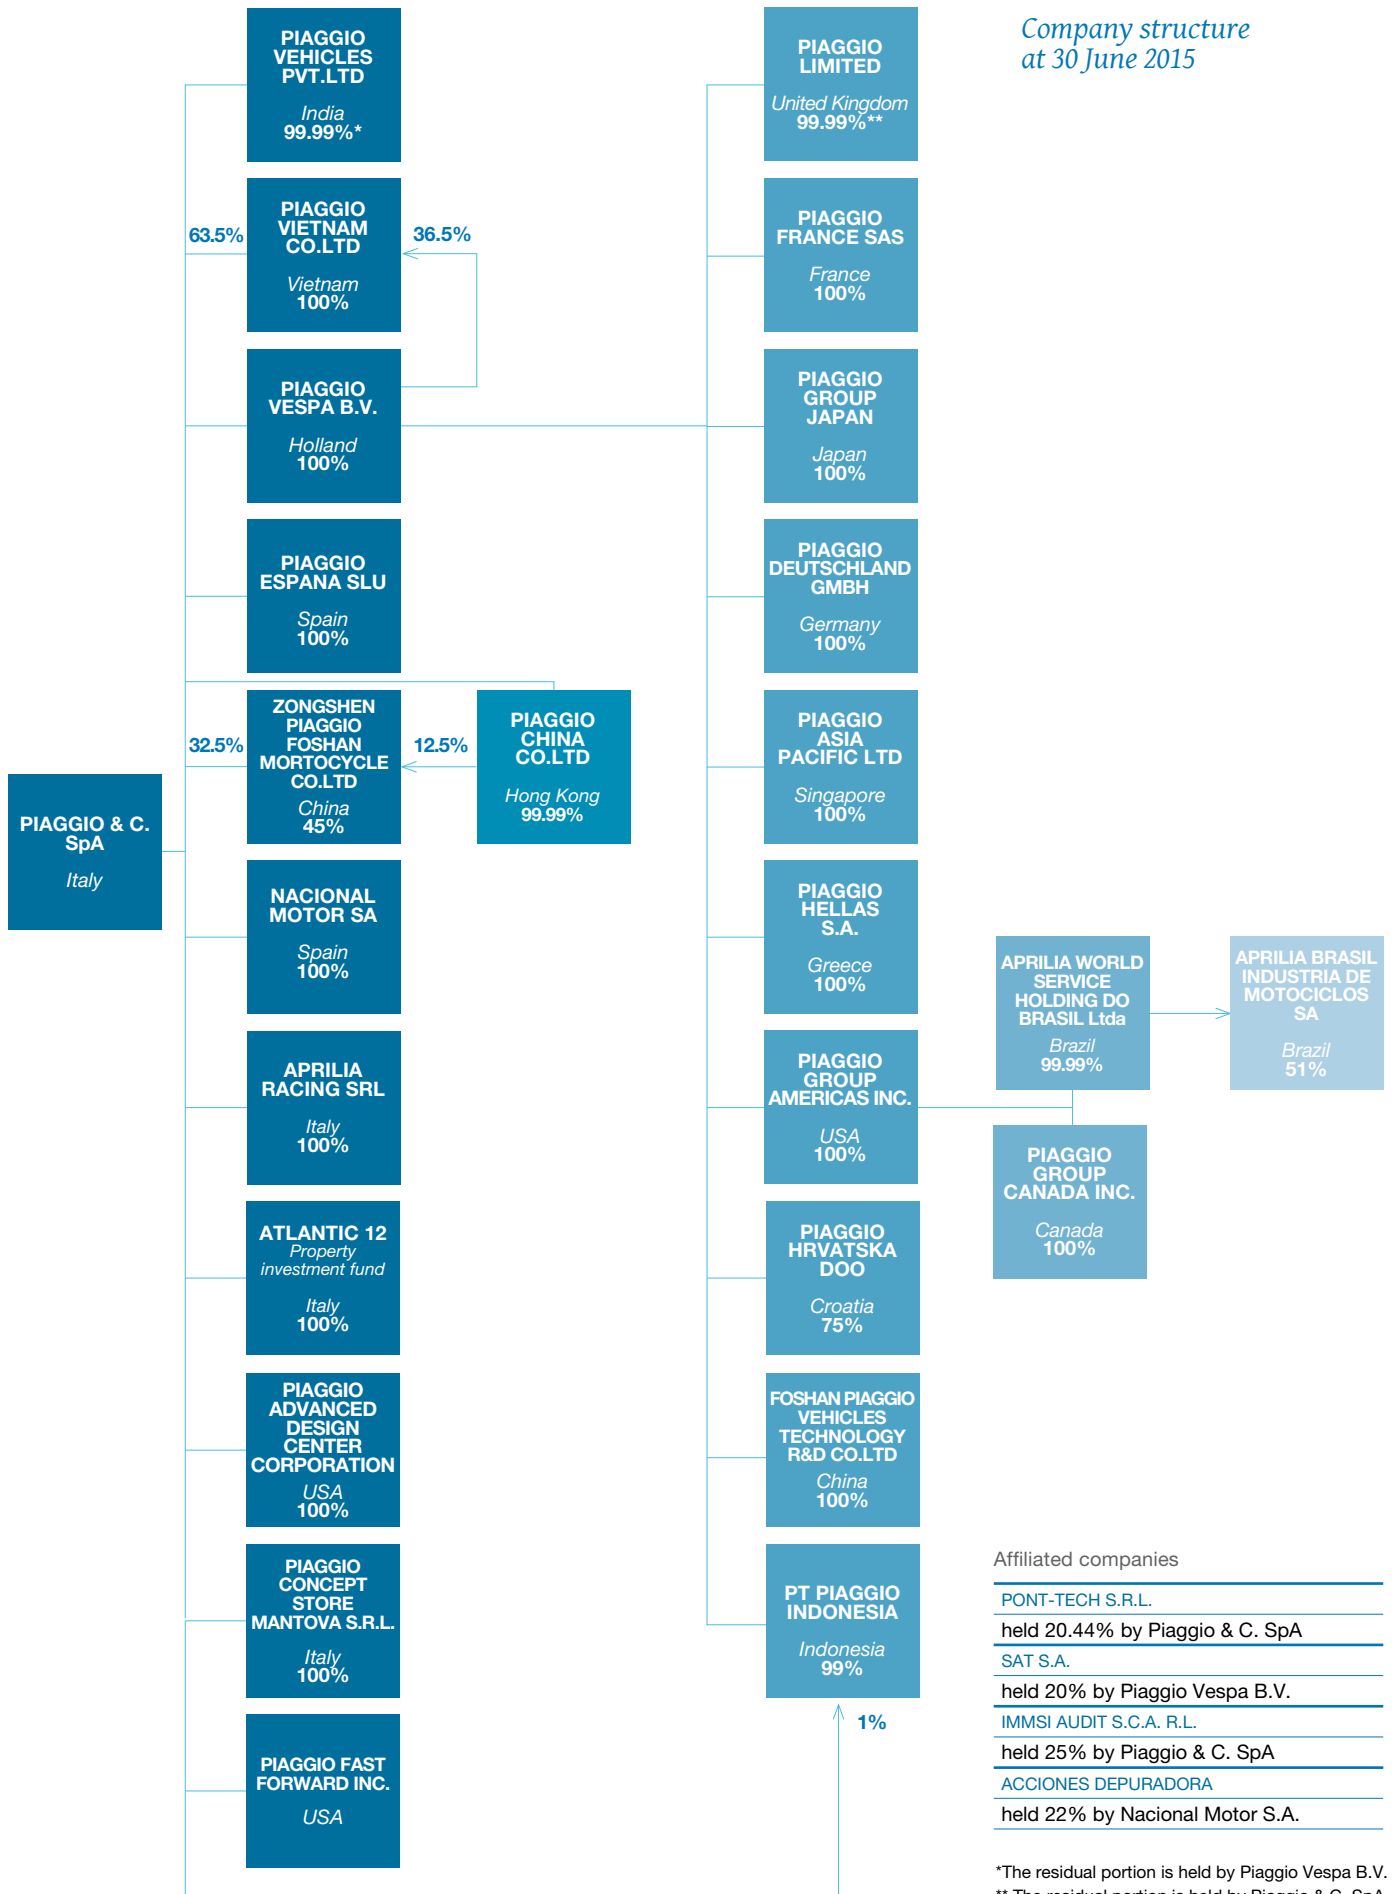 Company structure
at 30 June 2015
PIAGGIO & C.
SpA
Italy
PIAGGIO
VEHICLES
PVT.LTD
India
99.99%*
63.5%
PIAGGIO
VIETNAM
CO.LTD
Vietnam
100%
36.5%
PIAGGIO
VESPA B.V.
Holland
100%
PIAGGIO
ESPANA SLU
Spain
100%
32.5%
ZONGSHEN
PIAGGIO
FOSHAN
MORTOCYCLE
CO.LTD
China
45%
12.5%
PIAGGIO
CHINA
CO.LTD
Hong Kong
99.99%
NACIONAL
MOTOR SA
Spain
100%
APRILIA
RACING SRL
Italy
100%
ATLANTIC 12
Property
investment fund
Italy
100%
PIAGGIO
ADVANCED
DESIGN
CENTER
CORPORATION
USA
100%
PIAGGIO
CONCEPT
STORE
MANTOVA S.R.L.
Italy
100%
PIAGGIO FAST
FORWARD INC.
USA
PIAGGIO
LIMITED
United Kingdom
99.99%**
PIAGGIO
FRANCE SAS
France
100%
PIAGGIO
GROUP
JAPAN
Japan
100%
PIAGGIO
DEUTSCHLAND
GMBH
Germany
100%
PIAGGIO
ASIA
PACIFIC LTD
Singapore
100%
PIAGGIO
HELLAS
S.A.
Greece
100%
PIAGGIO
GROUP
AMERICAS INC.
USA
100%
PIAGGIO
HRVATSKA
DOO
Croatia
75%
FOSHAN PIAGGIO
VEHICLES
TECHNOLOGY
R&D CO.LTD
China
100%
PT PIAGGIO
INDONESIA
Indonesia
99%
1%
APRILIA WORLD
SERVICE
HOLDING DO
BRASIL Ltda
Brazil
99.99%
APRILIA BRASIL
INDUSTRIA DE
MOTOCICLOS
SA
Brazil
51%
PIAGGIO
GROUP
CANADA INC.
Canada
100%
Affiliated companies
PONT-TECH S.R.L.
held 20.44% by Piaggio & C. SpA
SAT S.A.
held 20% by Piaggio Vespa B.V.
IMMSI AUDIT S.C.A. R.L.
held 25% by Piaggio & C. SpA
ACCIONES DEPURADORA
held 22% by Nacional Motor S.A.
*The residual portion is held by Piaggio Vespa B.V.
** The residual portion is held by Piaggio & C. SpA